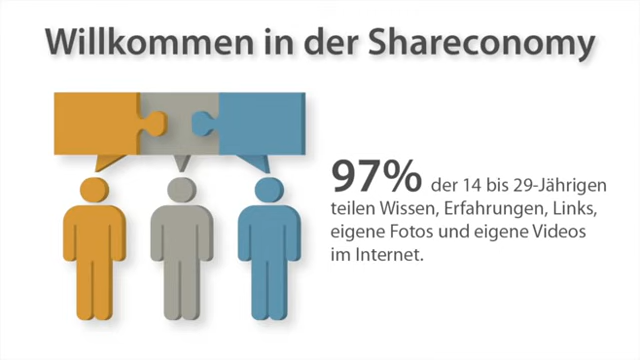 Willkommen in der Shareconomy
97% der 14 bis 29-Jährigen
teilen Wissen, Erfahrungen, Links,
eigene Fotos und eigene Videos
im Internet.